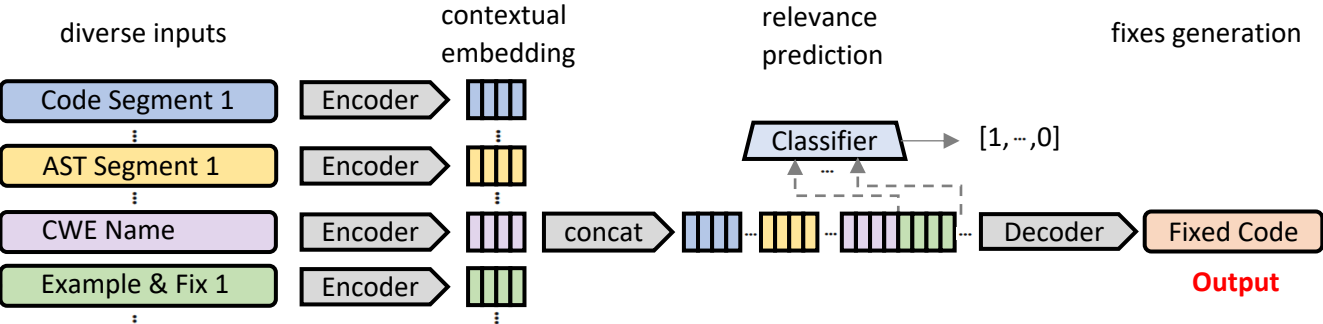 diverse inputs
contextual
embedding
relevance
prediction
fixes generation
Code Segment 1
Encoder
Classifier
[1, ··· ,0]
AST Segment 1
Encoder
CWE Name
Encoder
concat
Decoder
Fixed Code
Example & Fix 1
Encoder
Output